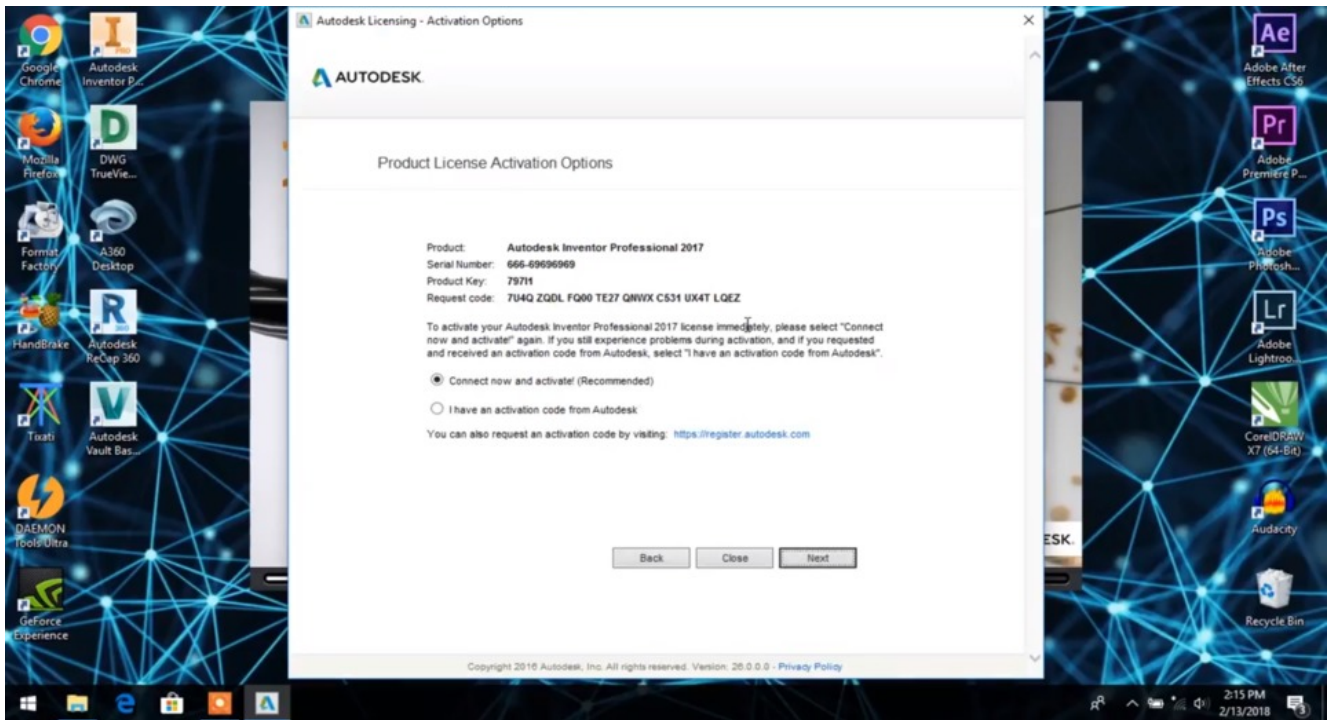 Autodesk Licensing - Activation Options
AUTODESK.
Product License Activation Options
Product: Autodesk Inventor Professional 2017
Serial Number: 666-69696969
Product Key: 797I1
Request code: 7U4Q ZQDL FQ00 TE27 QNWX C531 UX4T LQEZ
To activate your Autodesk Inventor Professional 2017 license immediately, please select "Connect
now and activate!" again. If you still experience problems during activation, and if you requested
and received an activation code from Autodesk, select "I have an activation code from Autodesk".
Connect now and activate! (Recommended)
I have an activation code from Autodesk
You can also request an activation code by visiting: https://register.autodesk.com
Back
Close
Next
Copyright 2016 Autodesk, Inc. All rights reserved. Version: 26.0.0.0 - Privacy Policy
Google
Chrome
PRO
Autodesk
Inventor P...
Mozilla
Firefox
D
DWG
TrueVie...
Format
Factory
A360
Desktop
HandBrake
R
360
Autodesk
ReCap 360
Tixati
V
Autodesk
Vault Bas...
DAEMON
Tools Ultra
GeForce
Experience
Ae
Adobe After
Effects CS6
Pr
Adobe
Premiere P...
Ps
Adobe
Photosh...
Lr
Adobe
Lightroo...
CorelDRAW
X7 (64-Bit)
Audacity
ESK.
Recycle Bin
2:15 PM
2/13/2018
3